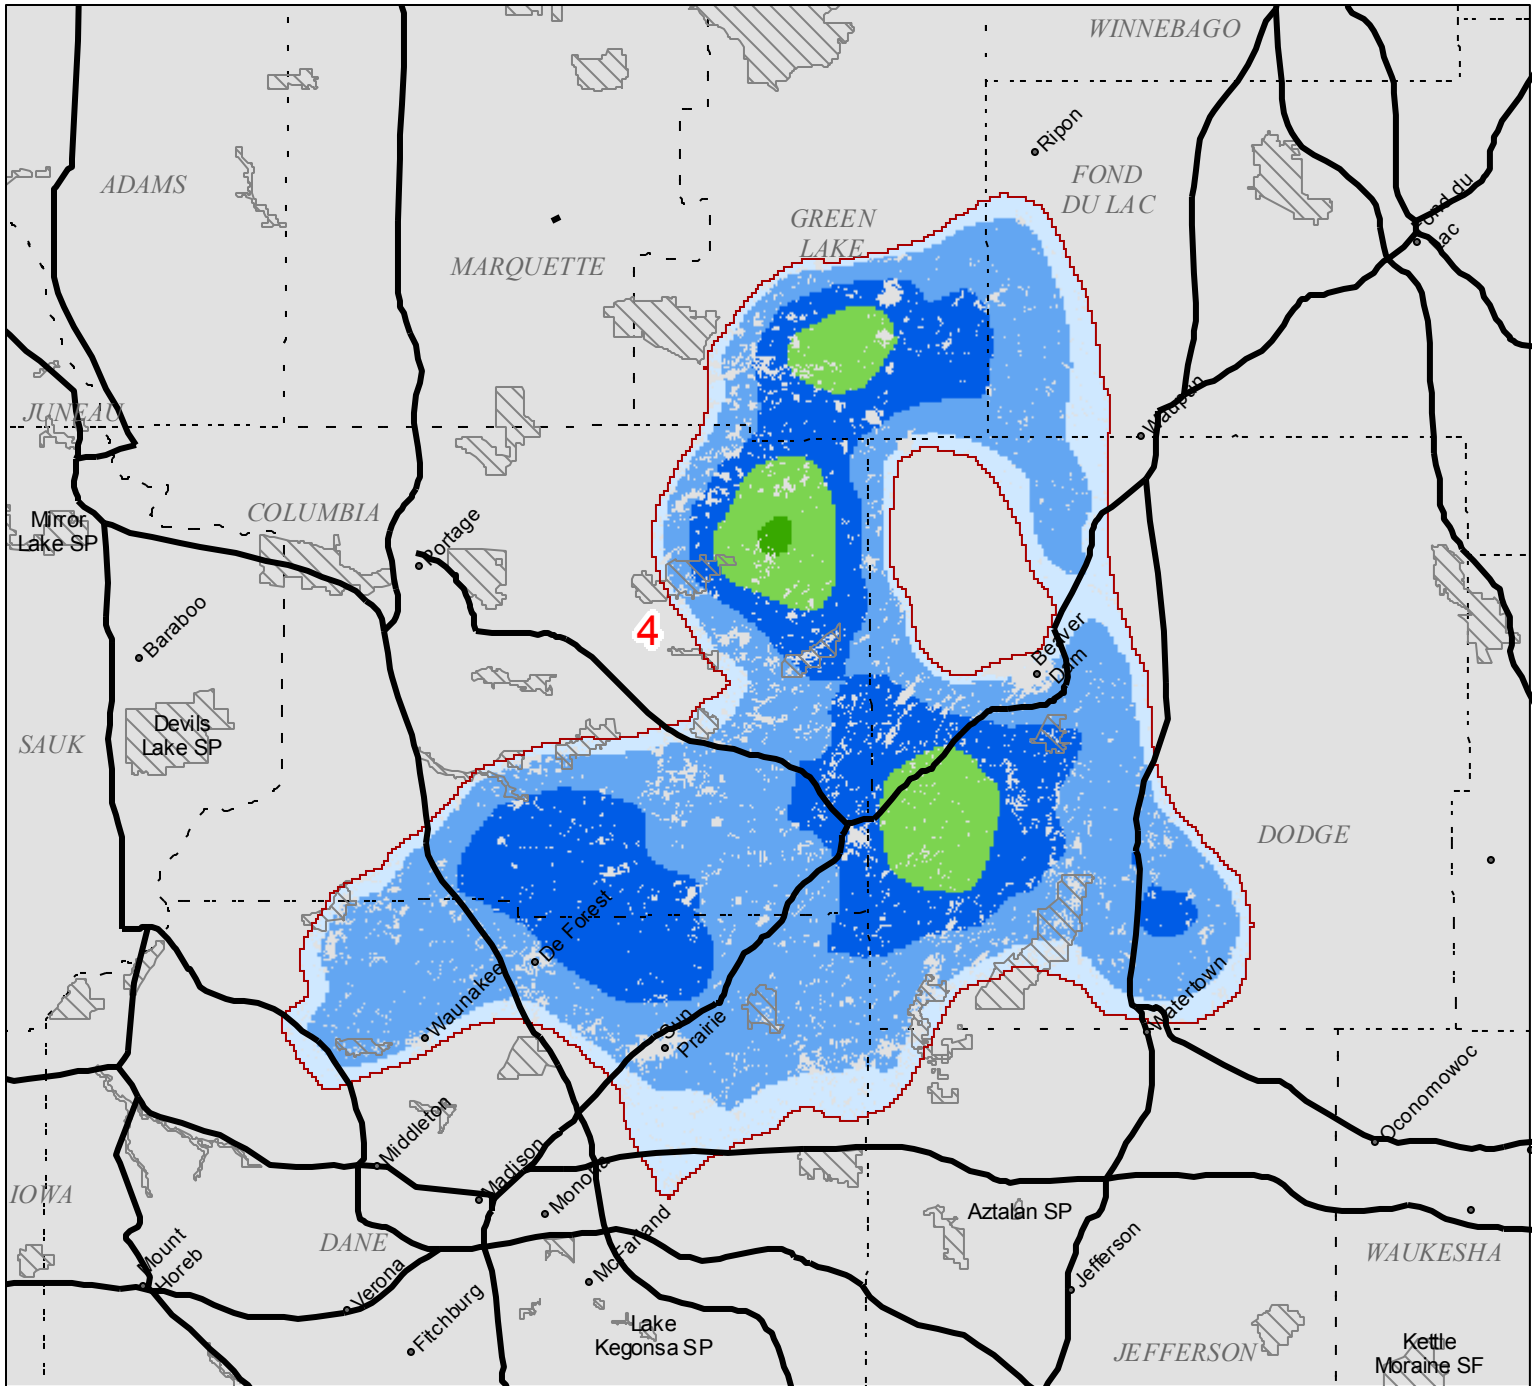 WINNEBAGO
Ripon
ADAMS
FOND
DU LAC
Fond du
Lac
GREEN
LAKE
MARQUETTE
JUNEAU
Waupun
COLUMBIA
Mirror
Lake SP
Portage
Baraboo
4
Beaver
Dam
Devils
Lake SP
SAUK
DODGE
De Forest
Waunakee
Watertown
Sun
Prairie
Oconomowoc
Middleton
Madison
Monona
IOWA
Aztalan SP
DANE
McFarland
Mount
Horeb
Verona
Jefferson
WAUKESHA
Fitchburg
Lake
Kegonsa SP
JEFFERSON
Kettle
Moraine SF